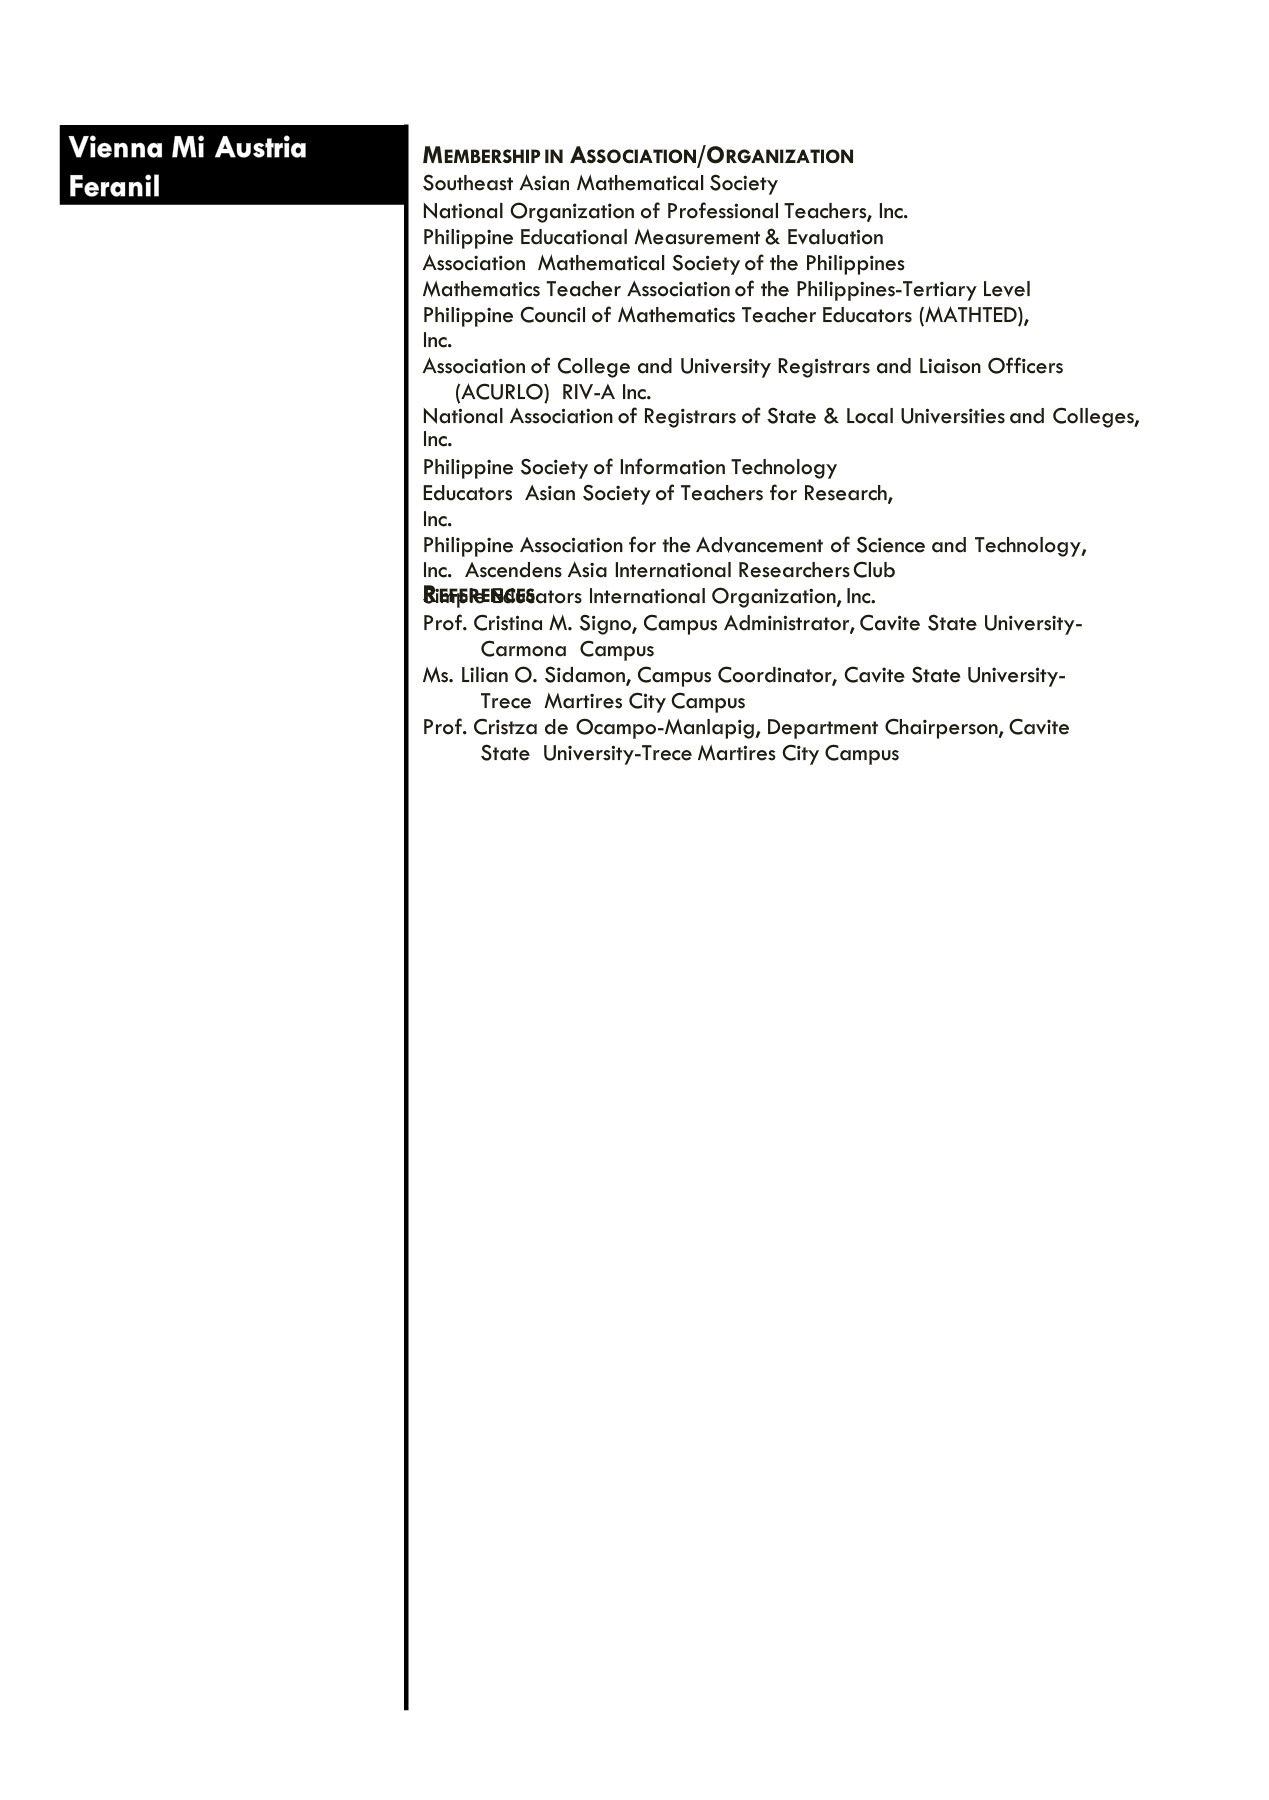 Vienna Mi Austria
Feranil
MEMBERSHIP IN ASSOCIATION/ORGANIZATION
Southeast Asian Mathematical Society
National Organization of Professional Teachers, Inc.
Philippine Educational Measurement & Evaluation
Association Mathematical Society of the Philippines
Mathematics Teacher Association of the Philippines-Tertiary Level
Philippine Council of Mathematics Teacher Educators (MATHTED),
Inc.
Association of College and University Registrars and Liaison Officers
(ACURLO) RIV-A Inc.
National Association of Registrars of State & Local Universities and Colleges,
Inc.
Philippine Society of Information Technology
Educators Asian Society of Teachers for Research,
Inc.
Philippine Association for the Advancement of Science and Technology,
Inc. Ascendens Asia International Researchers Club
Simple Educators International Organization, Inc.
REFERENCES
Prof. Cristina M. Signo, Campus Administrator, Cavite State University-
Carmona Campus
Ms. Lilian O. Sidamon, Campus Coordinator, Cavite State University-
Trece Martires City Campus
Prof. Cristza de Ocampo-Manlapig, Department Chairperson, Cavite
State University-Trece Martires City Campus